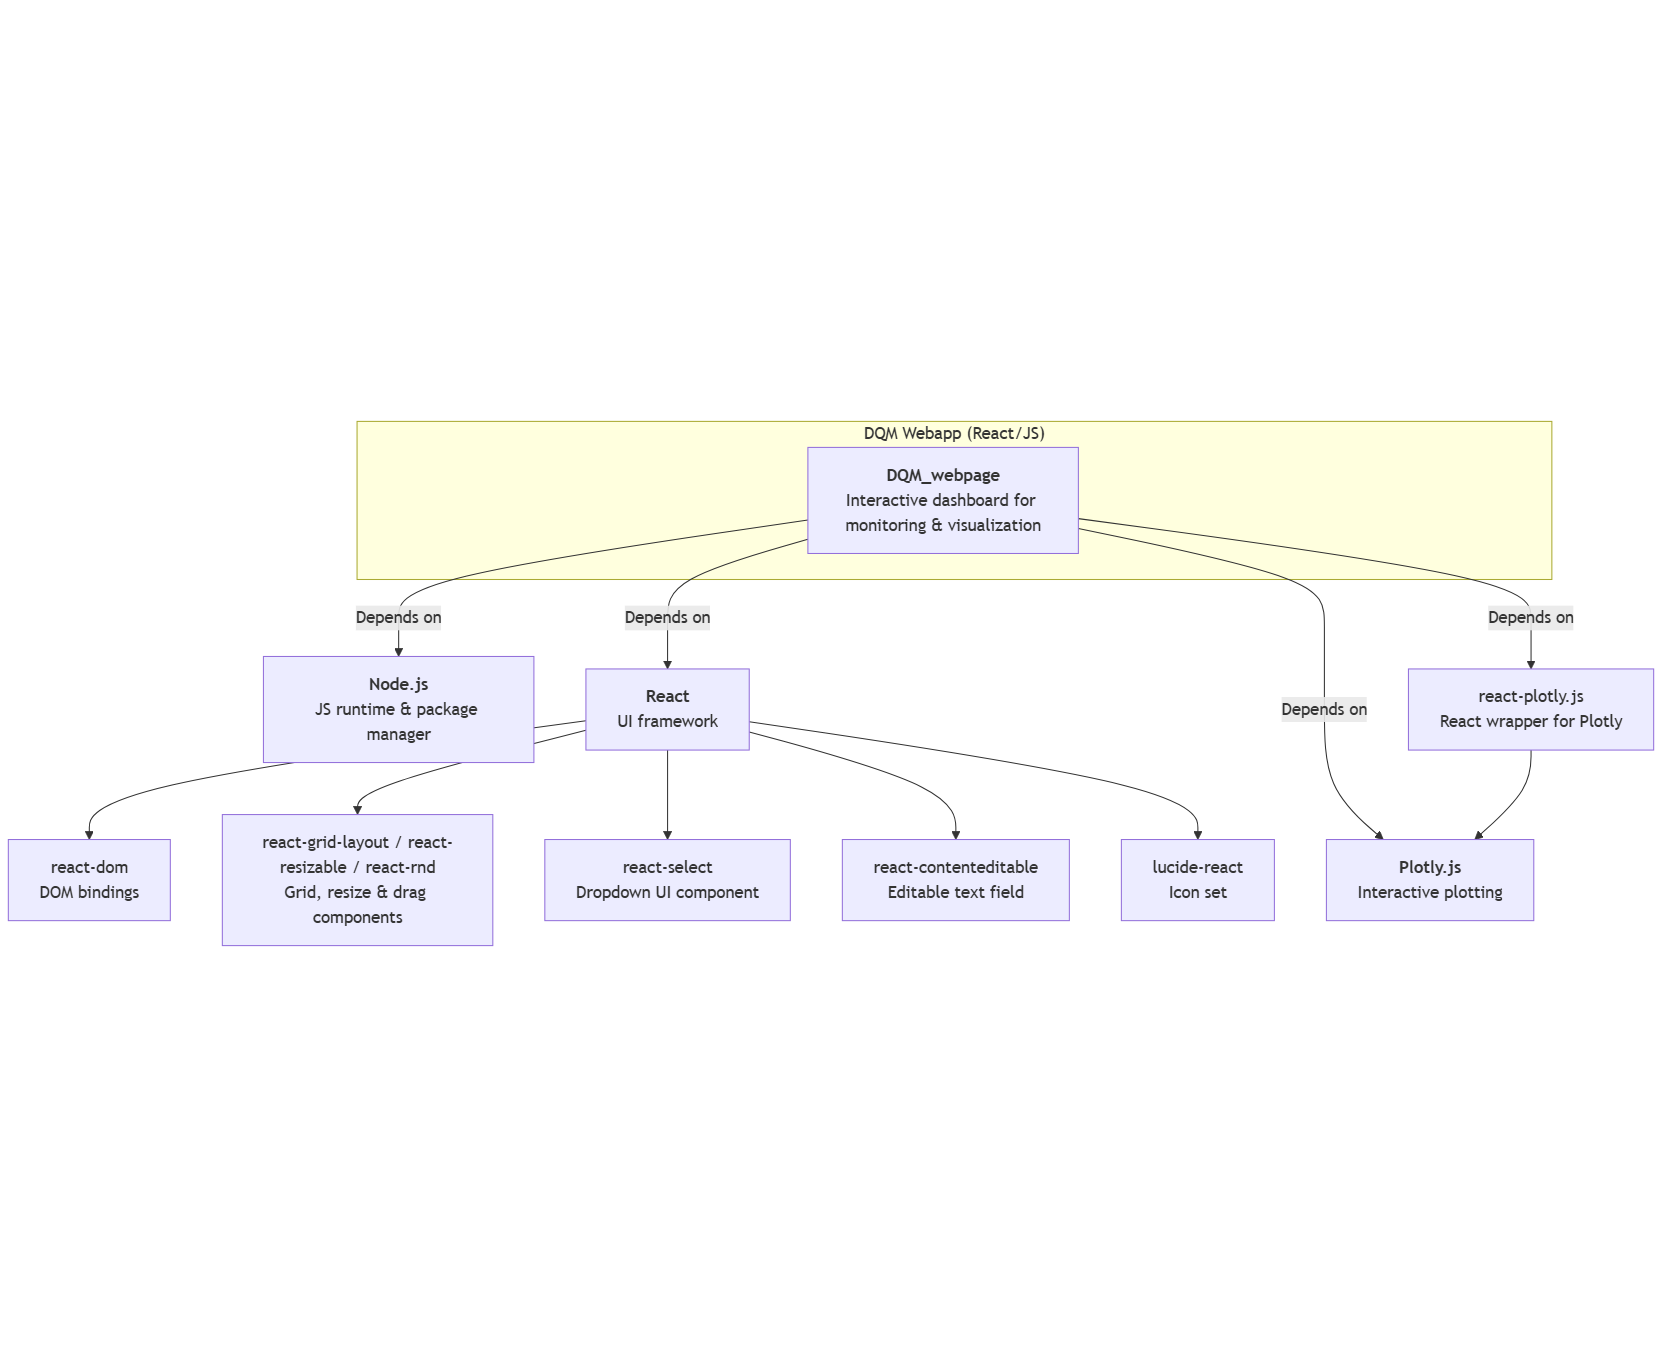 DQM Webapp (React/JS)
DQM_webpage
Interactive dashboard for
monitoring & visualization
Depends on
Depends on
Depends on
Depends on
Node.js
JS runtime & package
manager
React
UI framework
react-plotly.js
React wrapper for Plotly
react-dom
DOM bindings
react-grid-layout / react-
resizable / react-rnd
Grid, resize & drag
components
react-select
Dropdown UI component
react-contenteditable
Editable text field
lucide-react
Icon set
Plotly.js
Interactive plotting